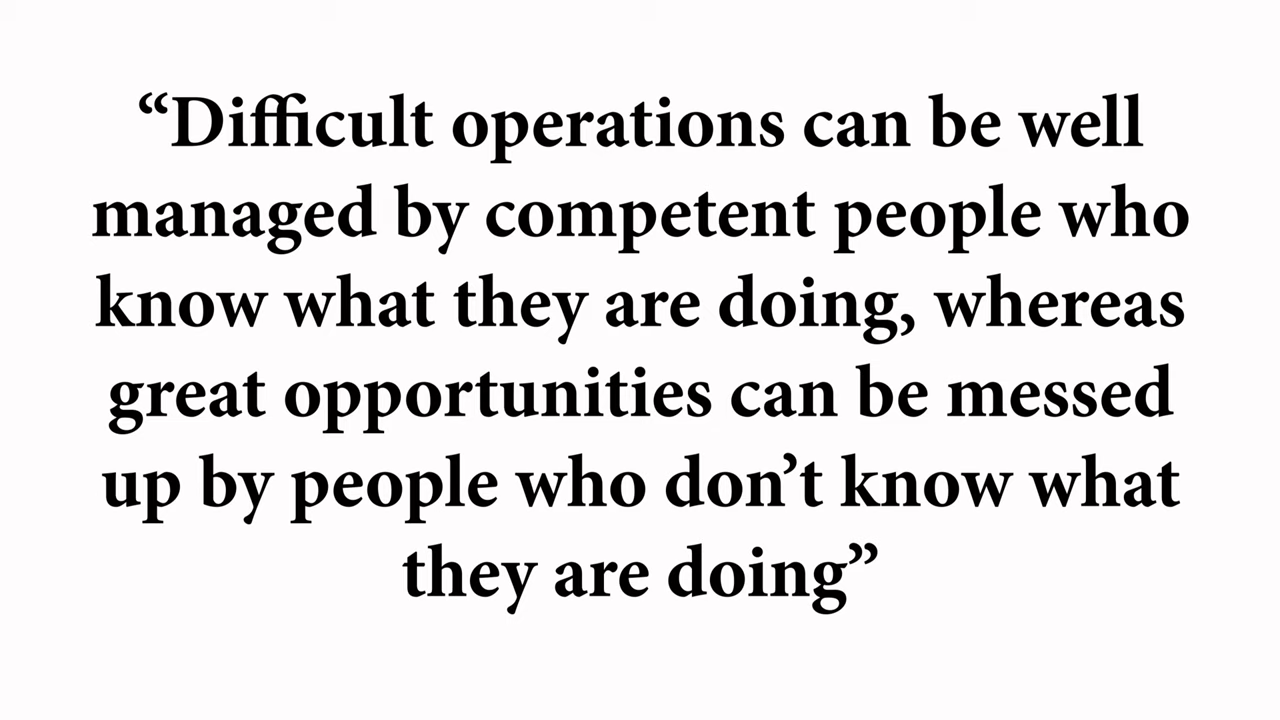 “Difficult operations can be well
managed by competent people who
know what they are doing, whereas
great opportunities can be messed
up by people who don’t know what
they are doing”